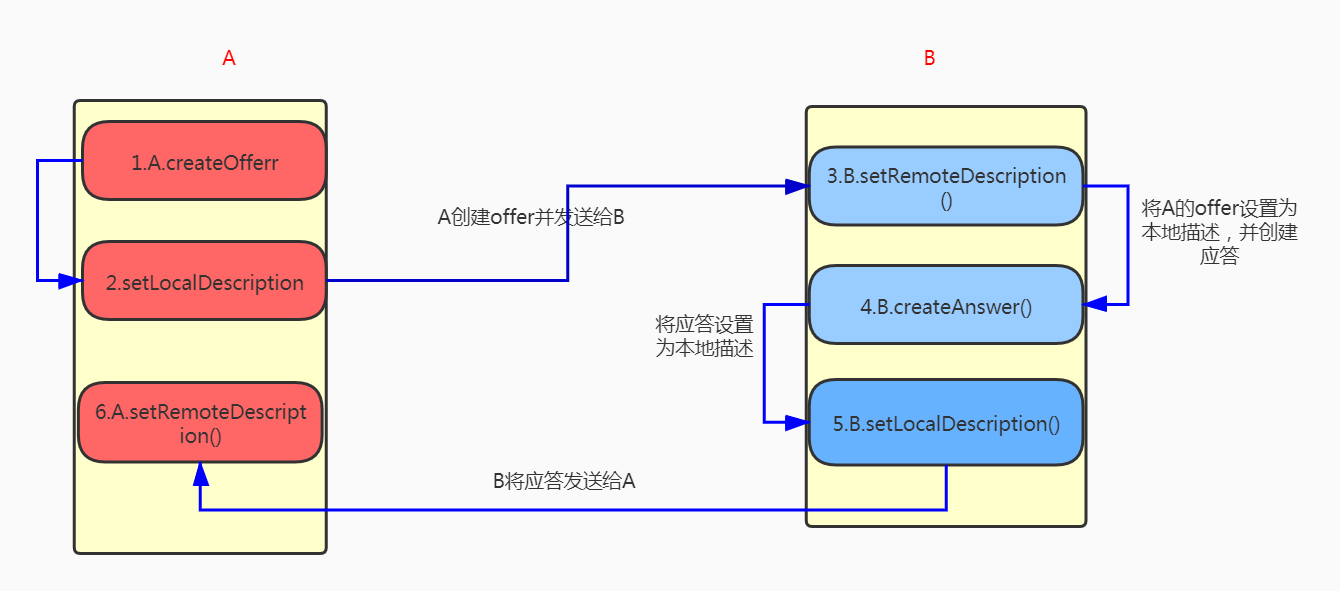 A
B
1.A.createOfferr
2.setLocalDescription
6.A.setRemoteDescript
ion()
A创建offer并发送给B
3.B.setRemoteDescription
()
将A的offer设置为
本地描述，并创建
应答
4.B.createAnswer()
将应答设置
为本地描述
5.B.setLocalDescription()
B将应答发送给A